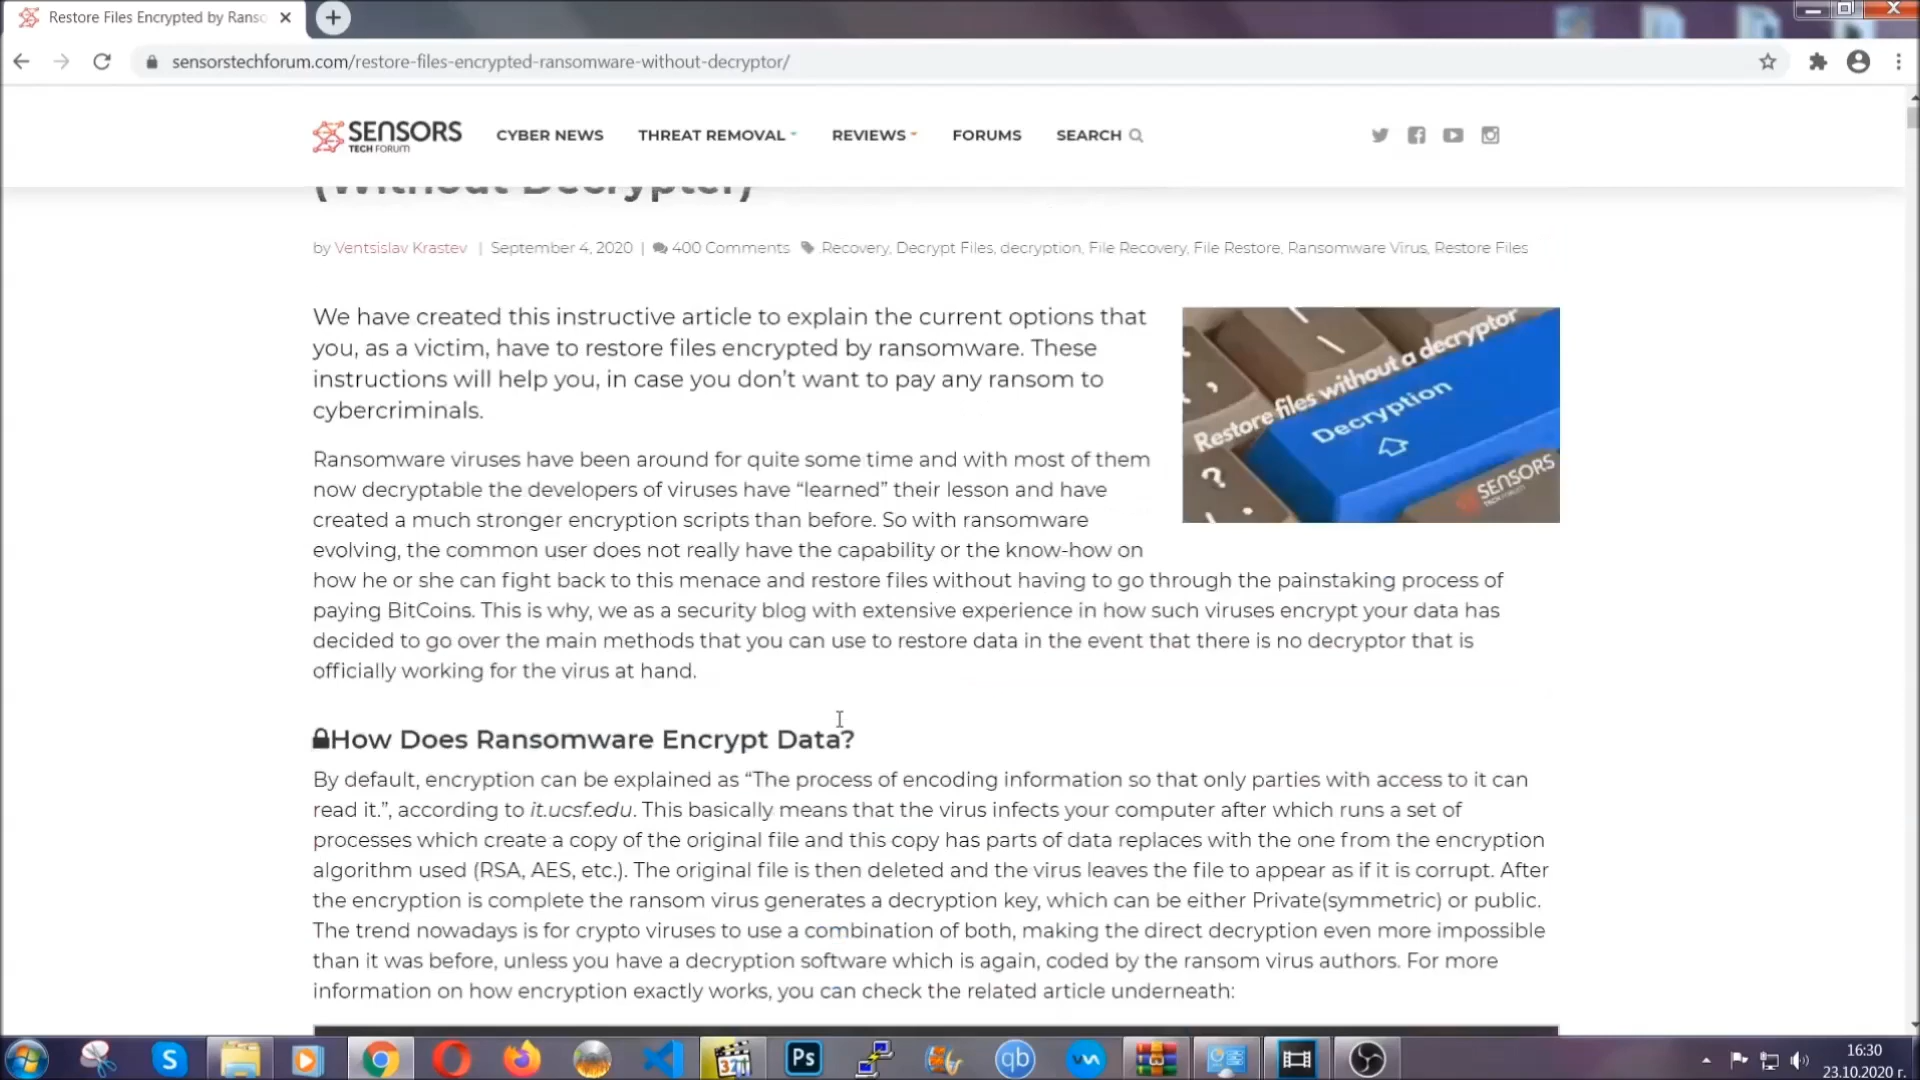 Restore Files Encrypted by Ranso
sensorstechforum.com/restore-files-encrypted-ransomware-without-decryptor/
SENSORS
TECH FORUM
CYBER NEWS
THREAT REMOVAL
REVIEWS
FORUMS
SEARCH
(Without Decrypter)
by Ventsislav Krastev | September 4, 2020 | 400 Comments Recovery, Decrypt Files, decryption, File Recovery, File Restore, Ransomware Virus, Restore Files
We have created this instructive article to explain the current options that
you, as a victim, have to restore files encrypted by ransomware. These
instructions will help you, in case you don’t want to pay any ransom to
cybercriminals.
Restore files without a decryptor
Decryption
SENSORS
Ransomware viruses have been around for quite some time and with most of them
now decryptable the developers of viruses have “learned” their lesson and have
created a much stronger encryption scripts than before. So with ransomware
evolving, the common user does not really have the capability or the know-how on
how he or she can fight back to this menace and restore files without having to go through the painstaking process of
paying BitCoins. This is why, we as a security blog with extensive experience in how such viruses encrypt your data has
decided to go over the main methods that you can use to restore data in the event that there is no decryptor that is
officially working for the virus at hand.
How Does Ransomware Encrypt Data?
By default, encryption can be explained as “The process of encoding information so that only parties with access to it can
read it.”, according to it.ucsf.edu. This basically means that the virus infects your computer after which runs a set of
processes which create a copy of the original file and this copy has parts of data replaces with the one from the encryption
algorithm used (RSA, AES, etc.). The original file is then deleted and the virus leaves the file to appear as if it is corrupt. After
the encryption is complete the ransom virus generates a decryption key, which can be either Private(symmetric) or public.
The trend nowadays is for crypto viruses to use a combination of both, making the direct decryption even more impossible
than it was before, unless you have a decryption software which is again, coded by the ransom virus authors. For more
information on how encryption exactly works, you can check the related article underneath:
S
321
Ps
qb
16:30
23.10.2020 г.